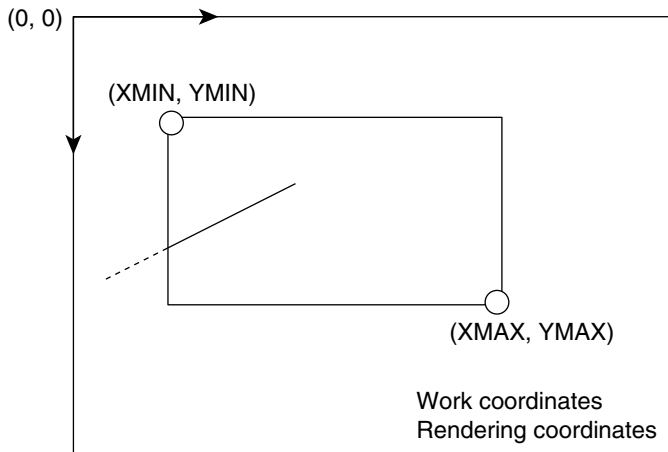 (0, 0)
(XMIN, YMIN)
(XMAX, YMAX)
Work coordinates
Rendering coordinates